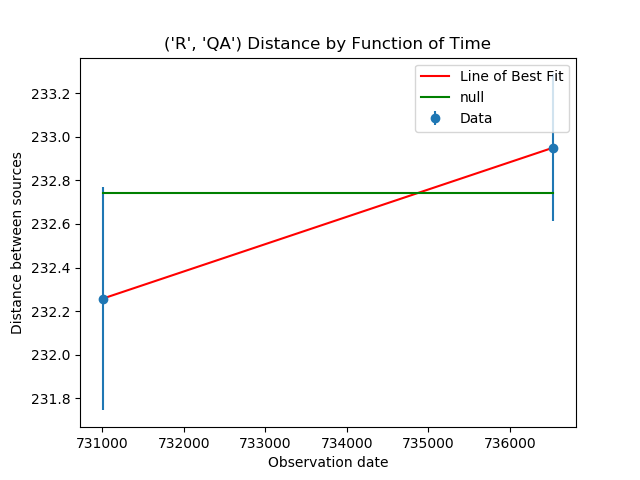 ('R', 'QA') Distance by Function of Time
Line of Best Fit
null
Data
233.2
233.0
232.8
232.6
232.4
232.2
232.0
231.8
Distance between sources
731000 732000 733000 734000 735000 736000
Observation date